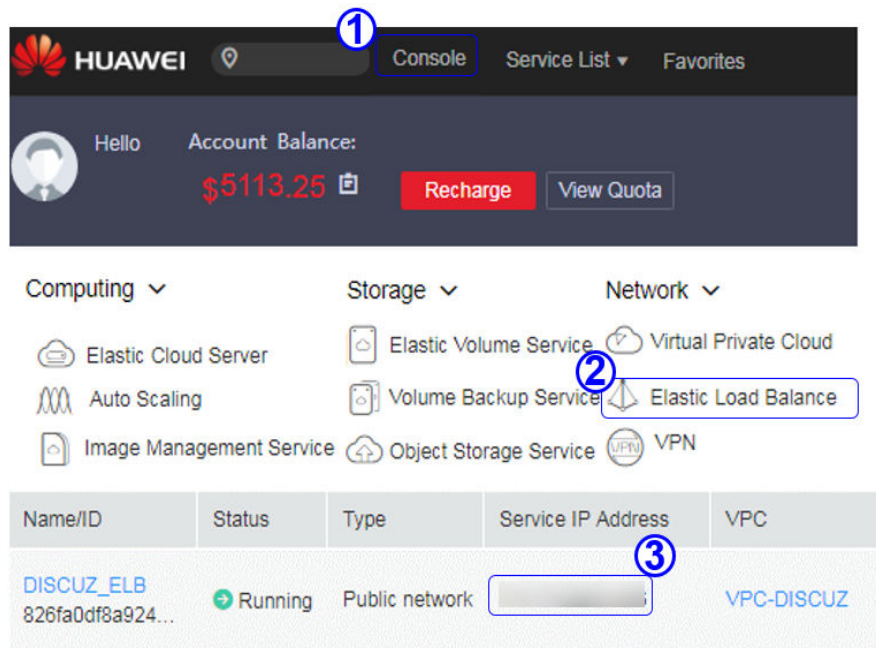 1
HUAWEI Console Service List Favorites
Hello Account Balance:
$5113.25 Recharge View Quota
Computing Storage Network
Elastic Cloud Server Elastic Volume Service Virtual Private Cloud
2
Auto Scaling Volume Backup Service Elastic Load Balance
Image Management Service Object Storage Service VPN VPN
Name/ID Status Type Service IP Address VPC
3
DISCUZ_ELB Running Public network VPC-DISCUZ
826fa0df8a924...